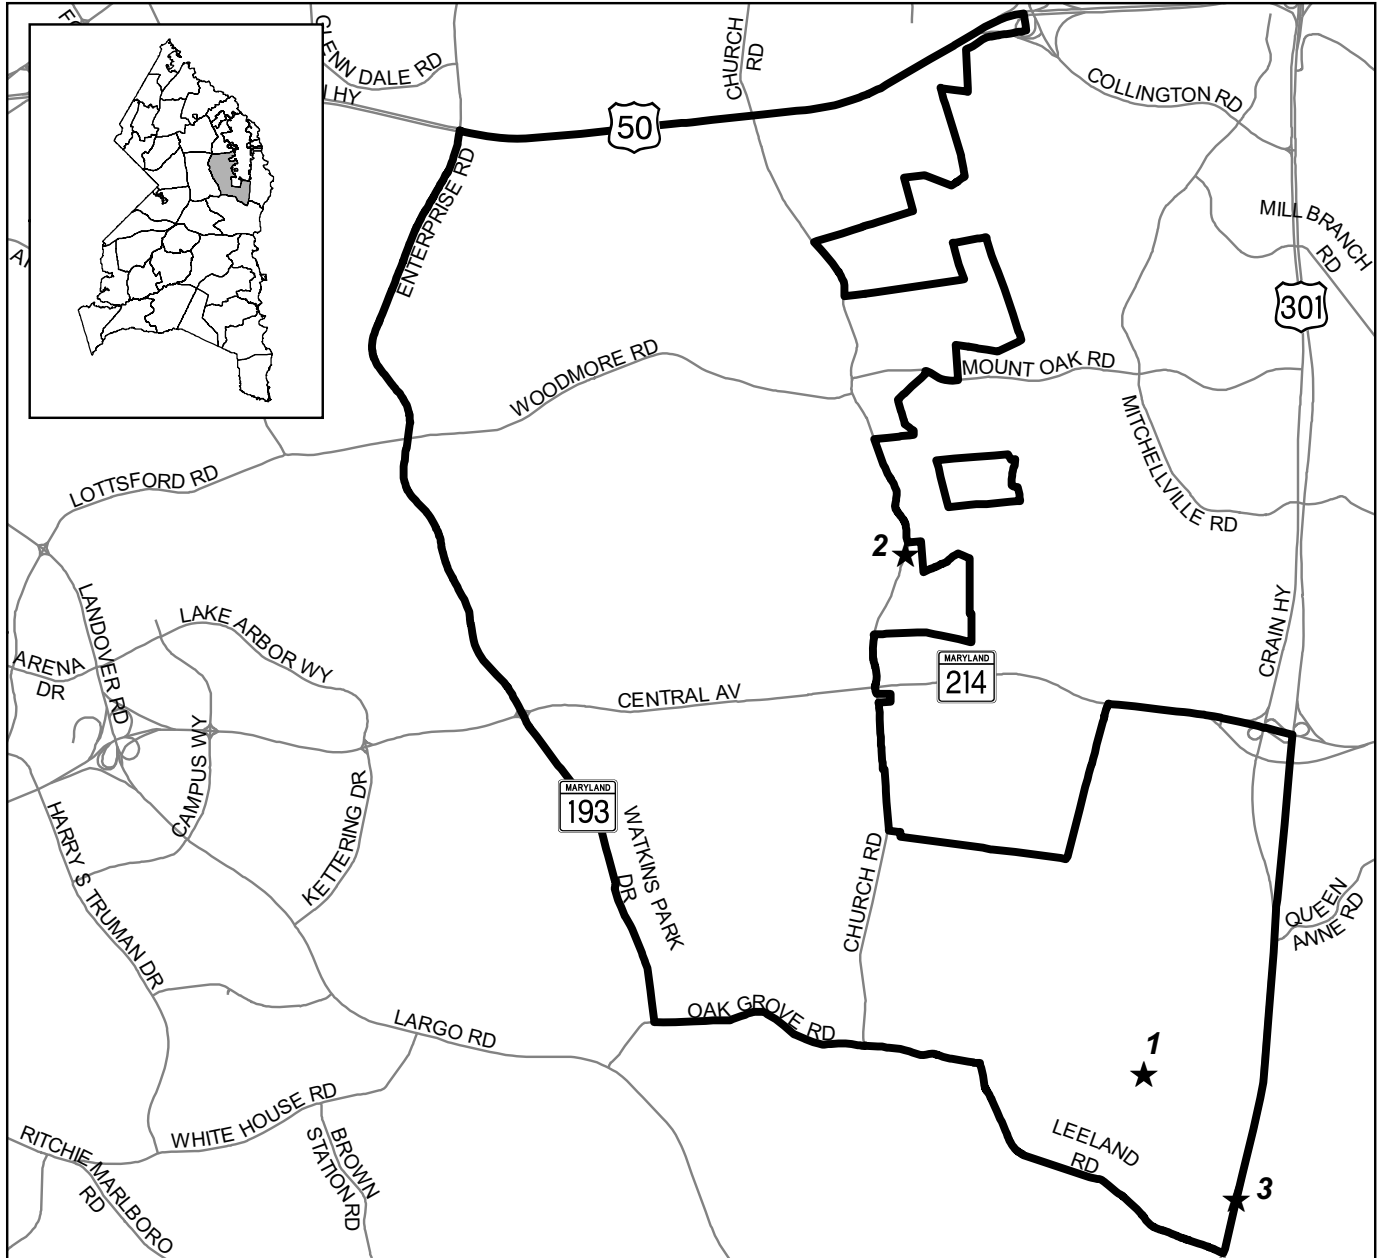 GLENN DALE RD
LHY
CHURCH
RD
COLLINGTON RD
50
ENTERPRISE RD
MILL BRANCH
RD
301
WOODMORE RD
MOUNT OAK RD
MITCHELLVILLE RD
LOTTSFORD RD
2
LANDOVER RD
LAKE ARBOR WY
ARENA
DR
CRAIN HY
MARYLAND
214
CENTRAL AV
CAMPUS WY
KETTERING DR
MARYLAND
193
WATKINS PARK
DR
HARRY S TRUMAN DR
CHURCH RD
QUEEN
ANNE RD
OAK GROVE RD
LARGO RD
1
WHITE HOUSE RD
BROWN
STATION RD
LEELAND
RD
RITCHIE MARLBORO
RD
3